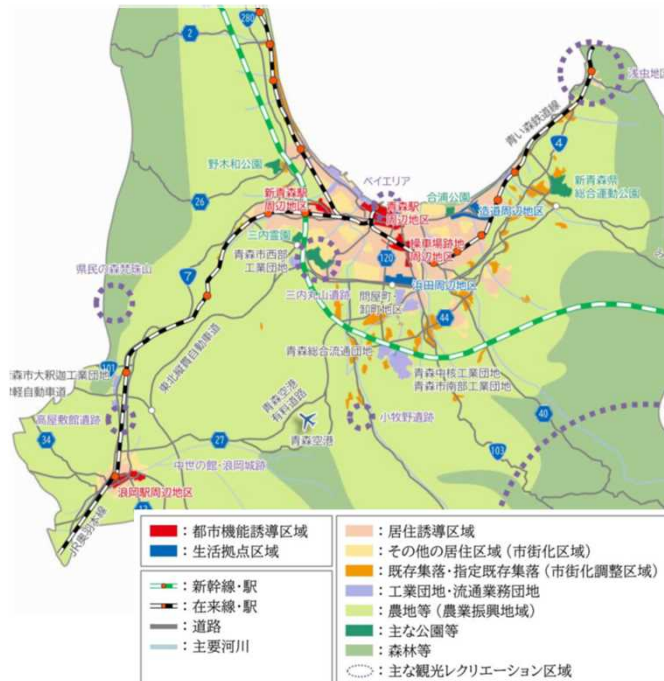 280
2
浅虫地区
青い森鉄道線
4
野木和公園
ベイエリア
新青森県
総合運動公園
新青森駅
周辺地区
青森駅
周辺地区
合浦公園
造道周辺地区
26
三内霊園
操車場跡地
周辺地区
青森市西部
工業団地
120
県民の森梵珠山
7
三内丸山遺跡
浜田周辺地区
問屋町・
卸町地区
44
東北縦貫自動車道
青森総合流通団地
青森市大釈迦工業団地
101
軽自動車道
青森中核工業団地
青森市南部工業団地
青森空港
有料道路
高屋敷館遺跡
小牧野遺跡
40
34
27
青森空港
中世の館・浪岡城跡
103
浪岡駅周辺地区
JR奥羽本線
：都市機能誘導区域
：生活拠点区域
：新幹線・駅
：在来線・駅
：道路
：主要河川
：居住誘導区域
：その他の居住区域（市街化区域）
：既存集落・指定既存集落（市街化調整区域）
：工業団地・流通業務団地
：農地等（農業振興地域）
：主な公園等
：森林等
：主な観光レクリエーション区域